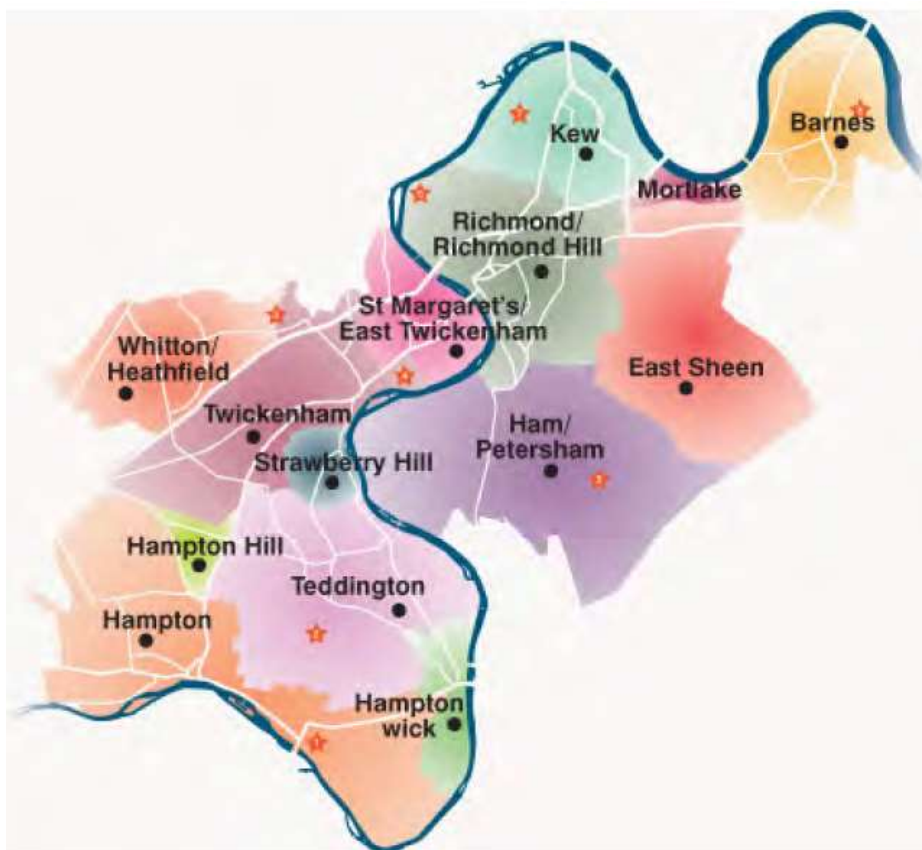 Kew
Barnes
Mortlake
Richmond/
Richmond Hill
St Margaret's/
East Twickenham
Whitton/
Heathfield
East Sheen
Twickenham
Ham/
Petersham
Strawberry Hill
Hampton Hill
Teddington
Hampton
Hampton
wick